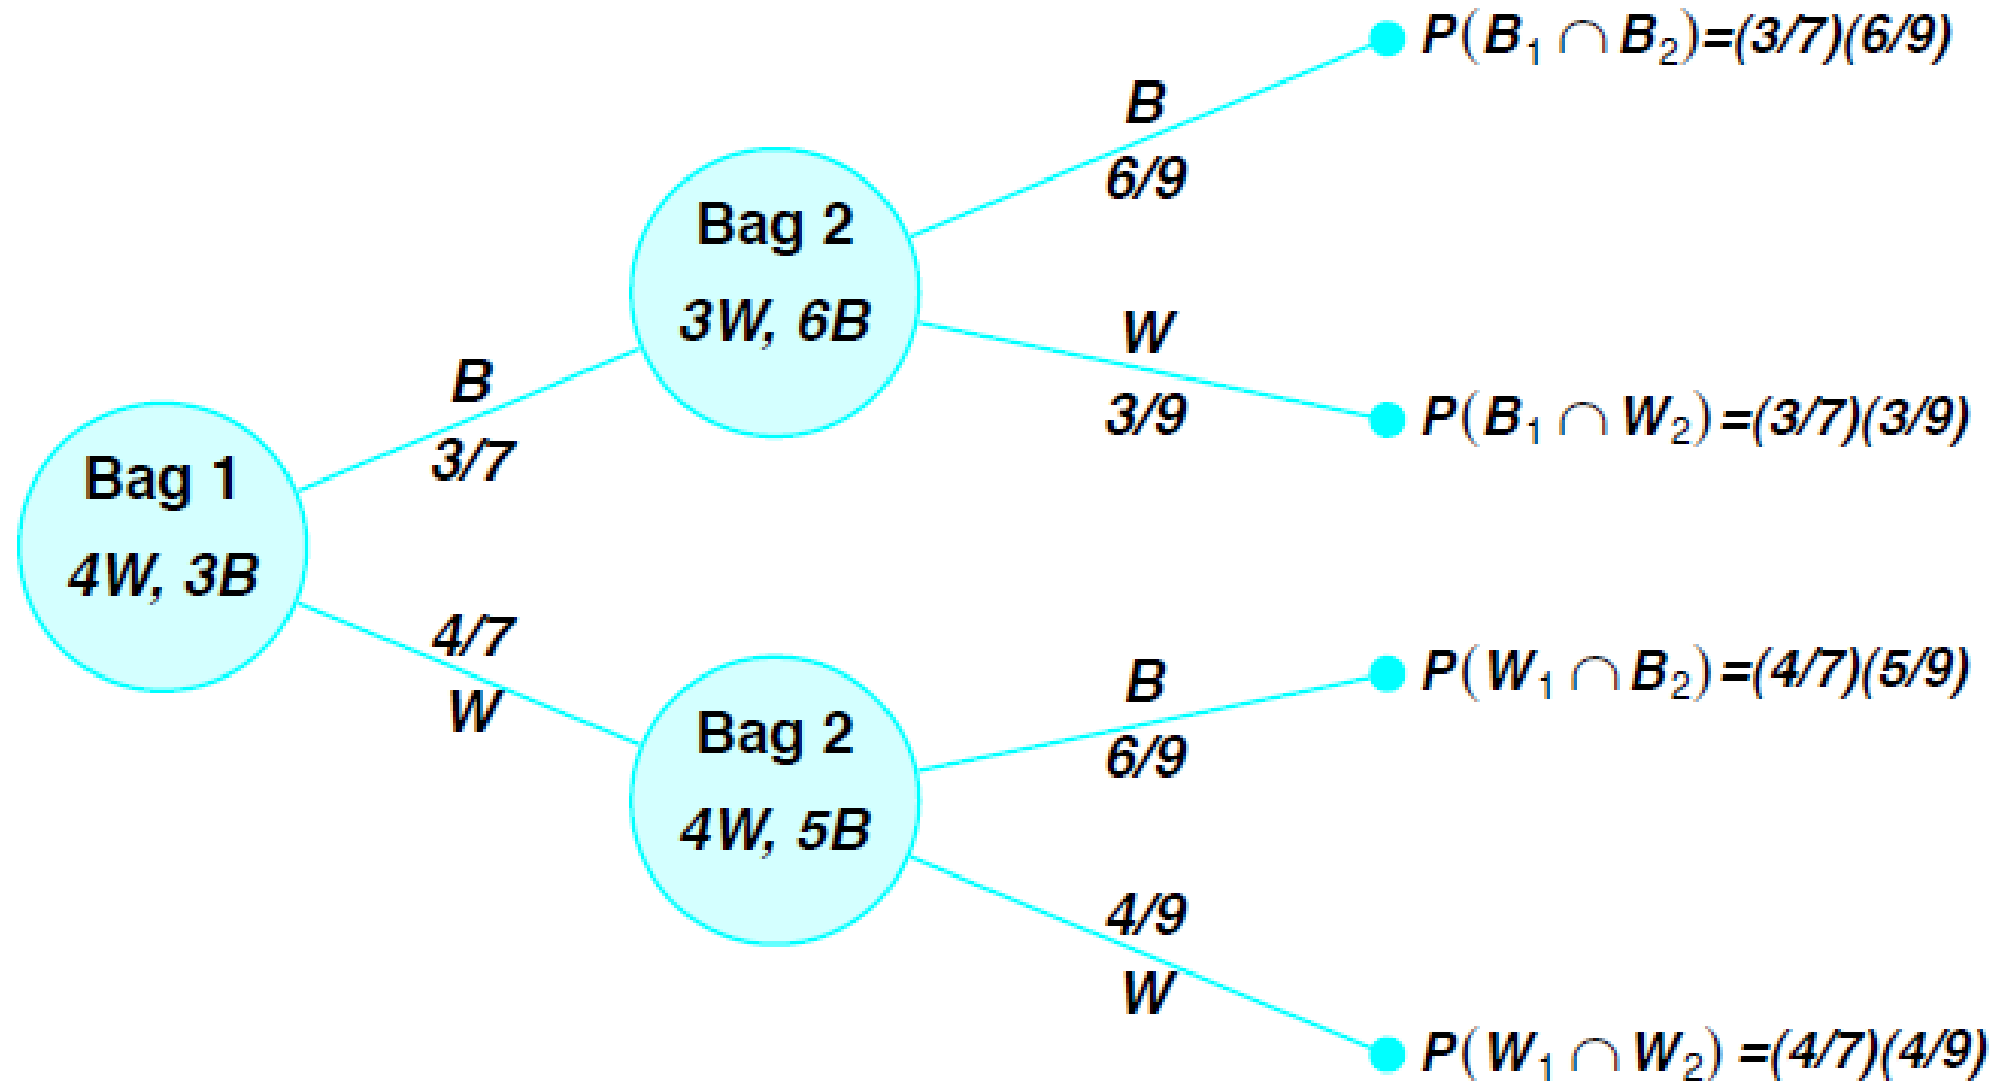 P(B₁ ∩ B₂)=(3/7)(6/9)
B
6/9
Bag 2
3W, 6B
W
3/9
P(B₁ ∩ W₂)=(3/7)(3/9)
B
3/7
Bag 1
4W, 3B
4/7
W
P(W₁ ∩ B₂)=(4/7)(5/9)
B
6/9
Bag 2
4W, 5B
4/9
W
P(W₁ ∩ W₂) =(4/7)(4/9)